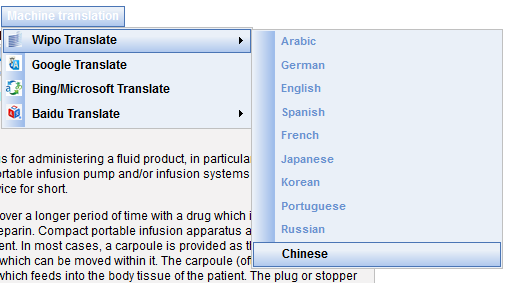 Machine translation
Wipo Translate
Google Translate
Bing/Microsoft Translate
Baidu Translate
Arabic
German
English
Spanish
French
Japanese
Korean
Portuguese
Russian
Chinese
is for administering a fluid product, in particula
ortable infusion pump and/or infusion systems
vice for short.
over a longer period of time with a drug which i
eparin. Compact portable infusion apparatus a
ent. In most cases, a carpoule is provided as th
which can be moved within it. The carpoule (of
which feeds into the body tissue of the patient. The plug or stopper